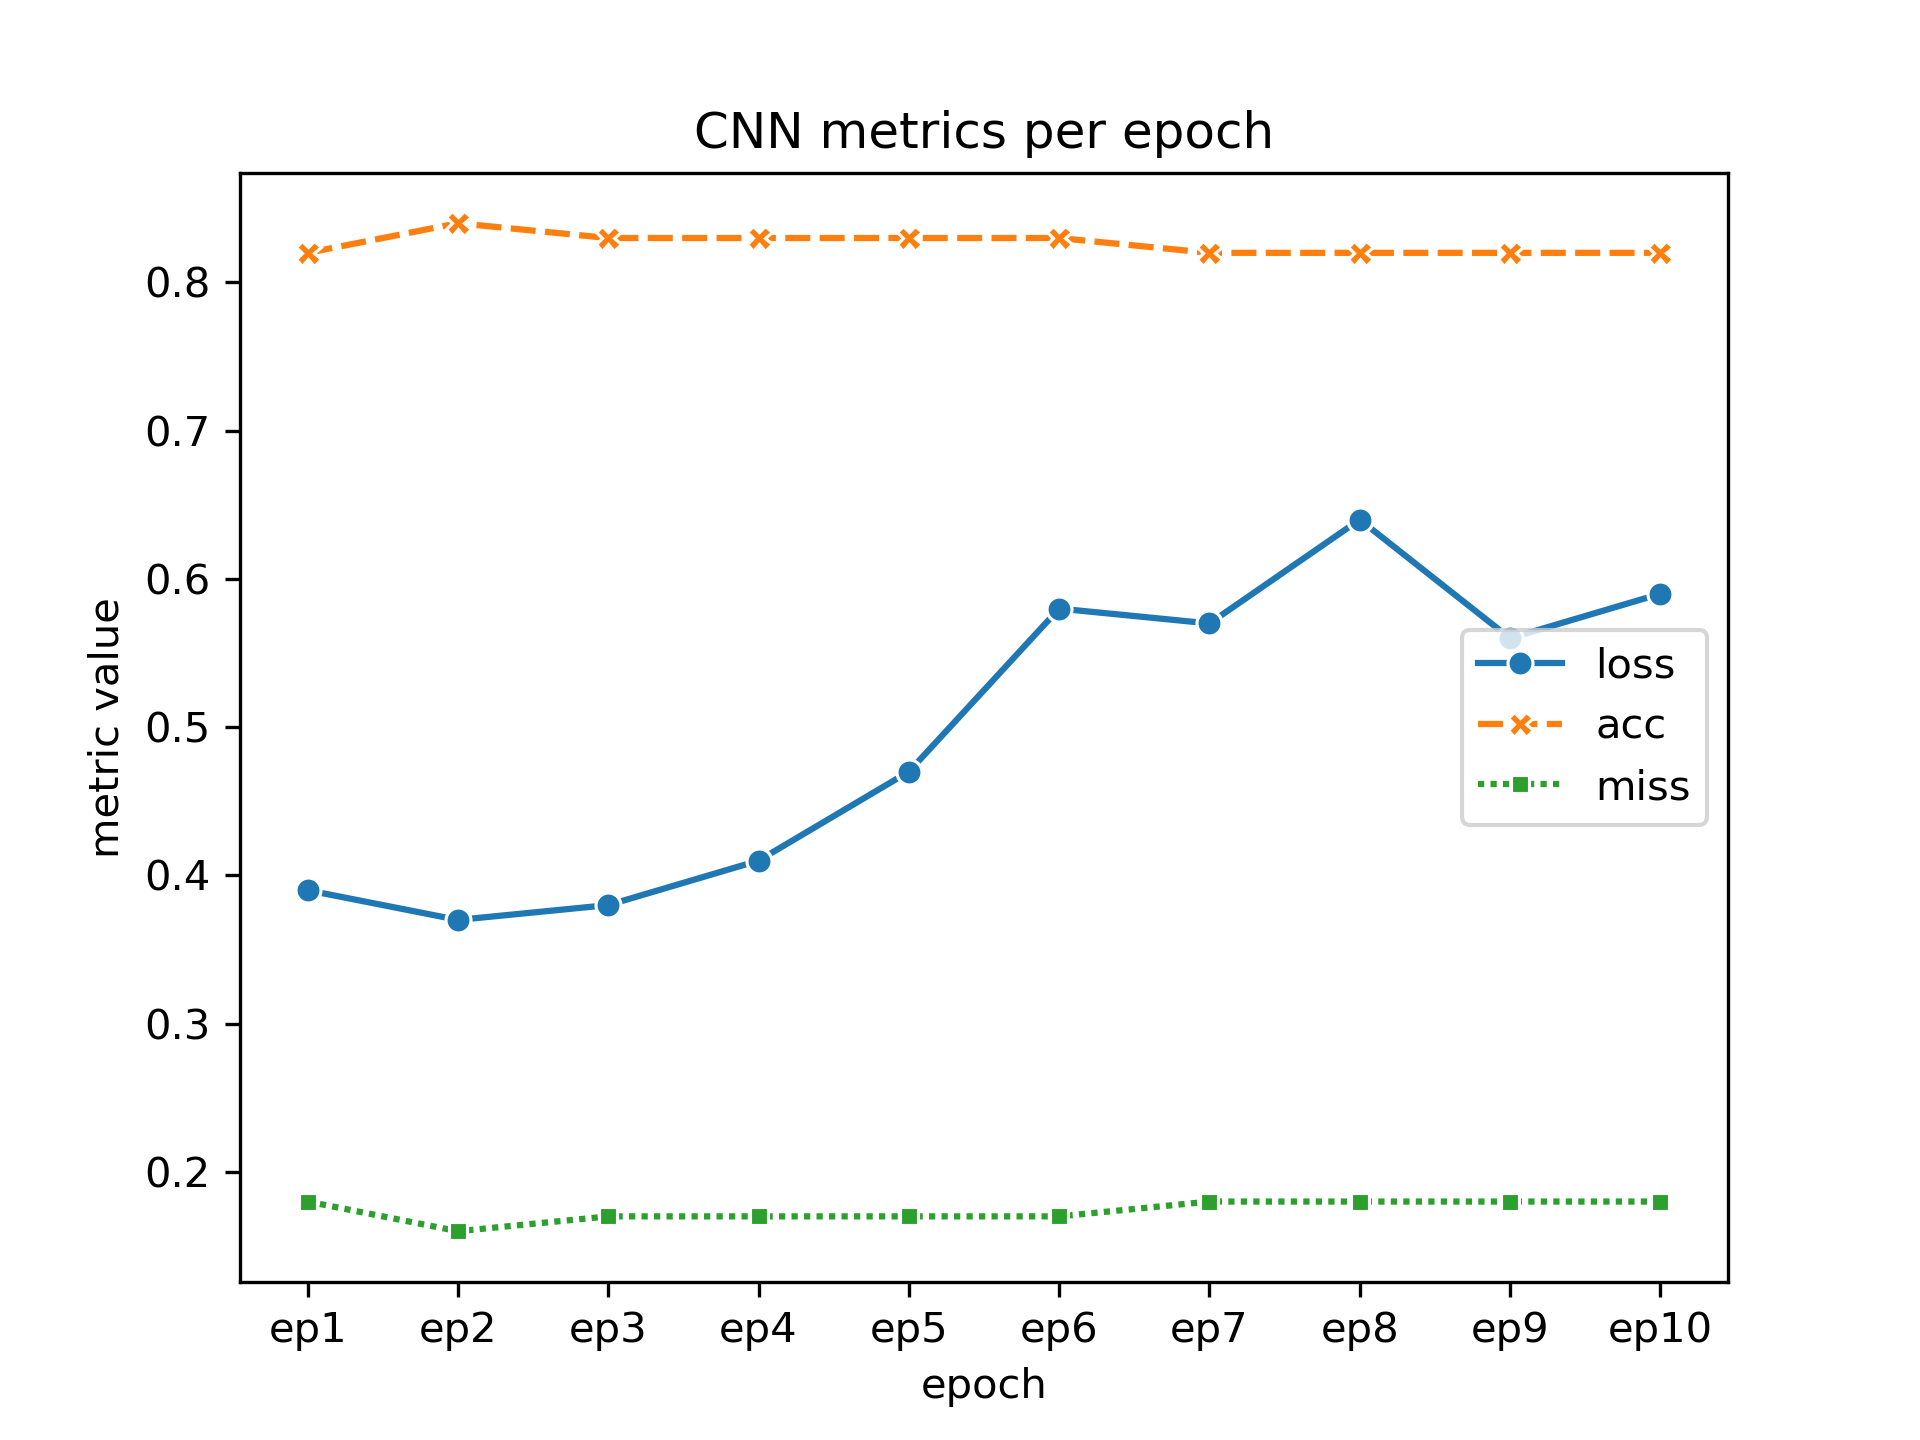 CNN metrics per epoch
0.8
0.7
0.6
0.5
0.4
0.3
0.2
metric value
loss
acc
miss
ep1 ep2 ep3 ep4 ep5 ep6 ep7 ep8 ep9 ep10
epoch